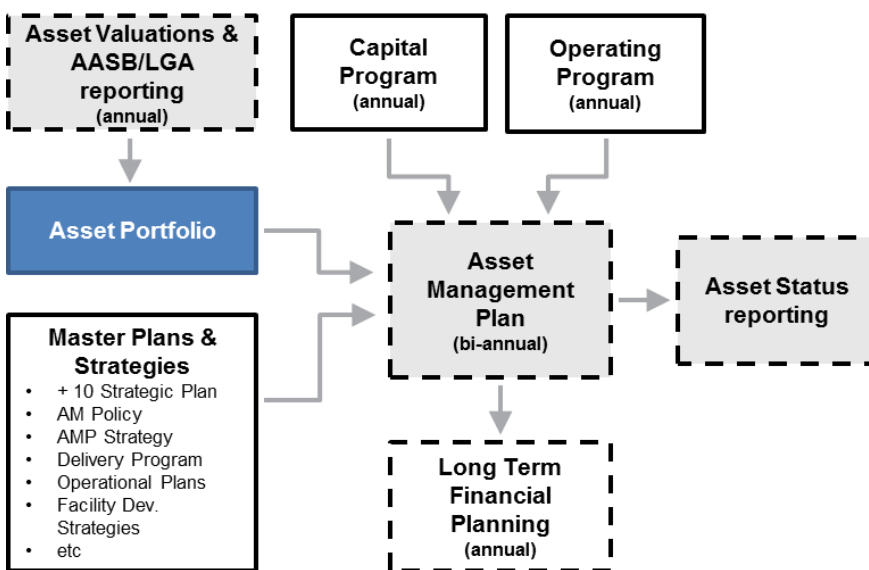 Asset Valuations &
AASB/LGA
reporting
(annual)
Capital
Program
(annual)
Operating
Program
(annual)
Asset Portfolio
Asset
Management
Plan
(bi-annual)
Asset Status
reporting
Master Plans &
Strategies
• + 10 Strategic Plan
• AM Policy
• AMP Strategy
• Delivery Program
• Operational Plans
• Facility Dev.
Strategies
• etc
Long Term
Financial
Planning
(annual)